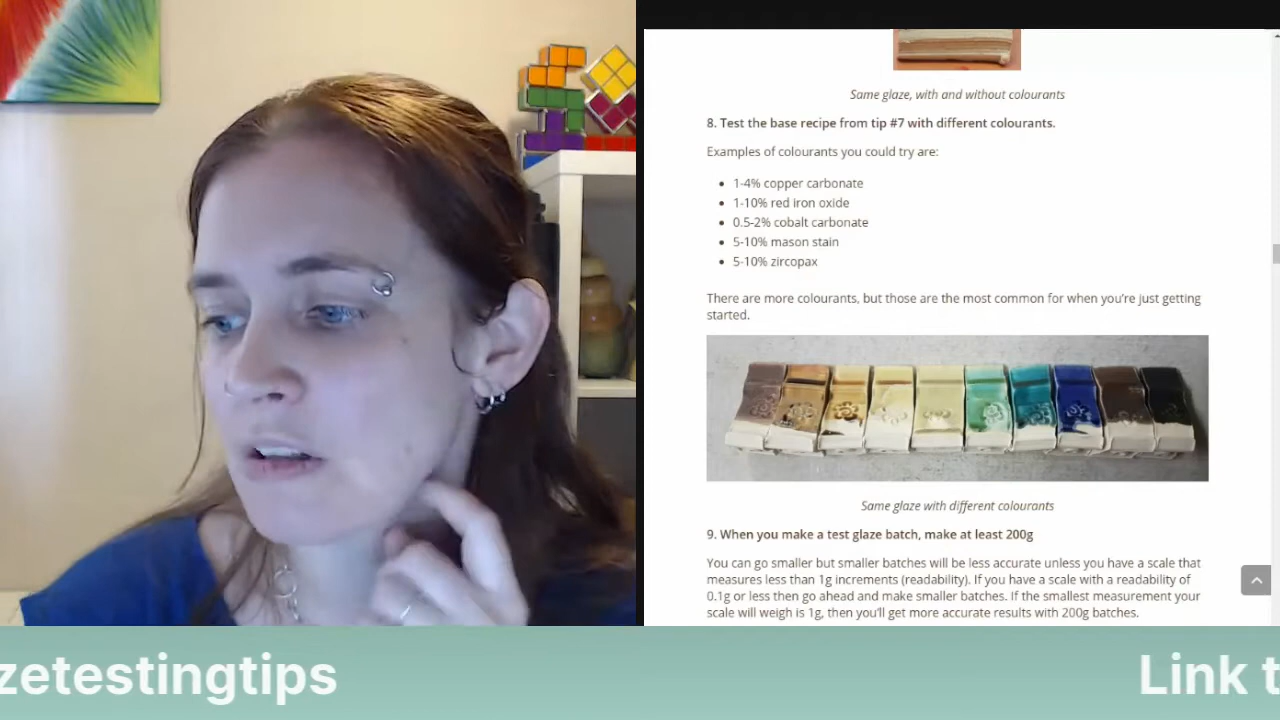 Same glaze, with and without colourants
8. Test the base recipe from tip #7 with different colourants.
Examples of colourants you could try are:
1-4% copper carbonate
1-10% red iron oxide
0.5-2% cobalt carbonate
5-10% mason stain
5-10% zircopax
There are more colourants, but those are the most common for when you're just getting
started.
Same glaze with different colourants
9. When you make a test glaze batch, make at least 200g
You can go smaller but smaller batches will be less accurate unless you have a scale that
measures less than 1g increments (readability). If you have a scale with a readability of
0.1g or less then go ahead and make smaller batches. If the smallest measurement your
scale will weigh is 1g, then you'll get more accurate results with 200g batches.
zetestingtips
Link t